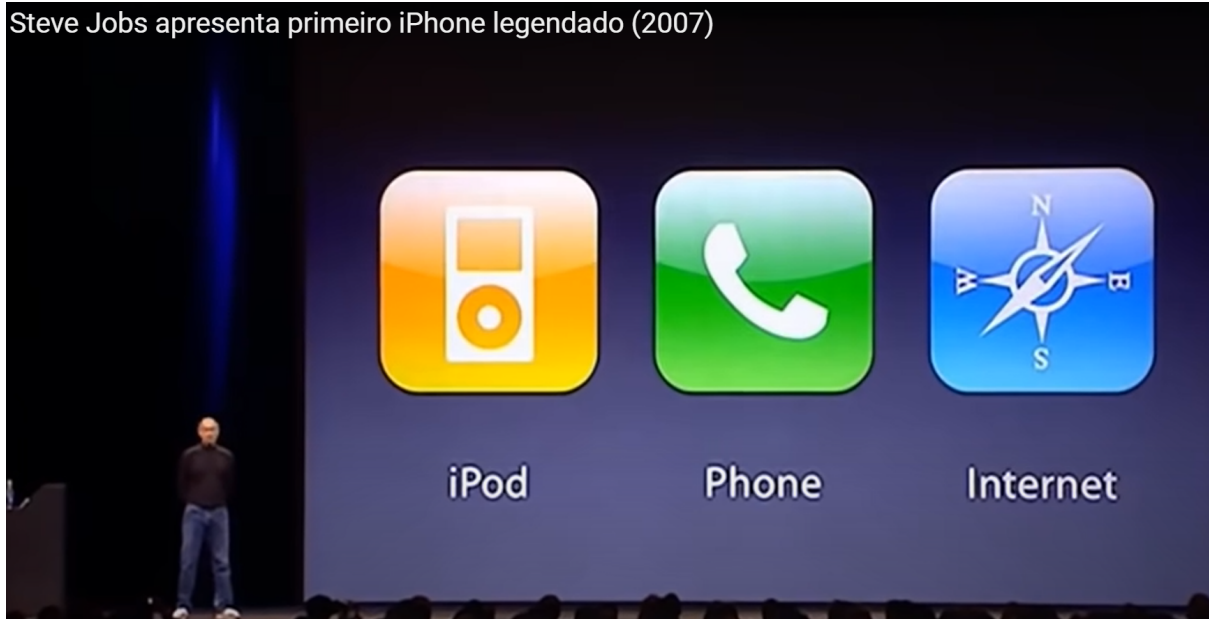 Steve Jobs apresenta primeiro iPhone legendado (2007)
N
W E
S
iPod Phone Internet